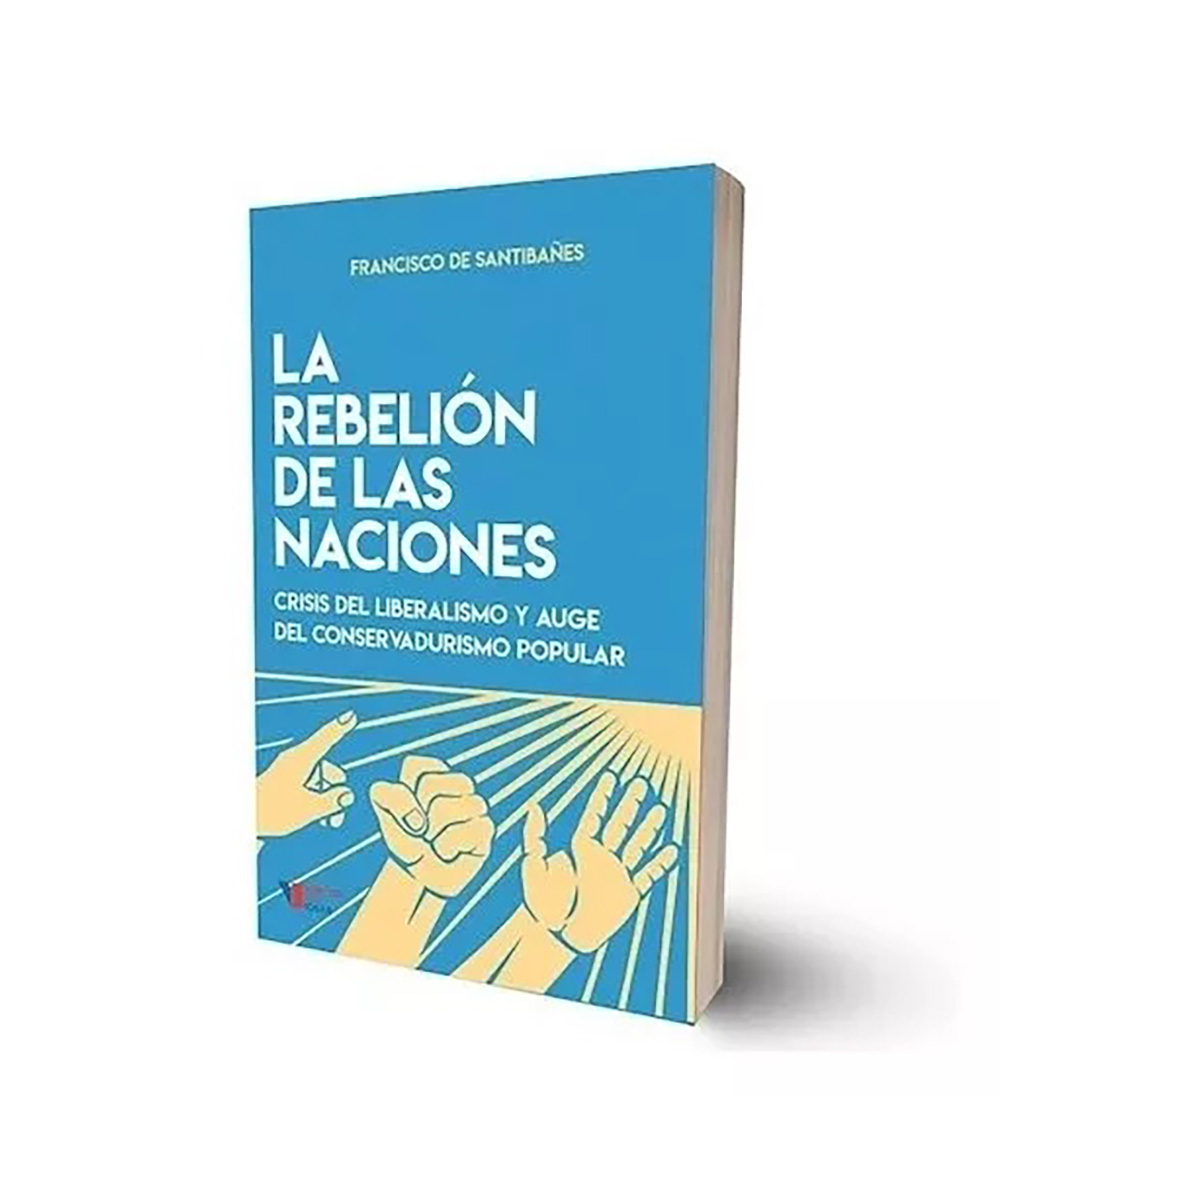 FRANCISCO DE SANTIBAÑES
LA
REBELIÓN
DE LAS
NACIONES
CRISIS DEL LIBERALISMO Y AUGE
DEL CONSERVADURISMO POPULAR